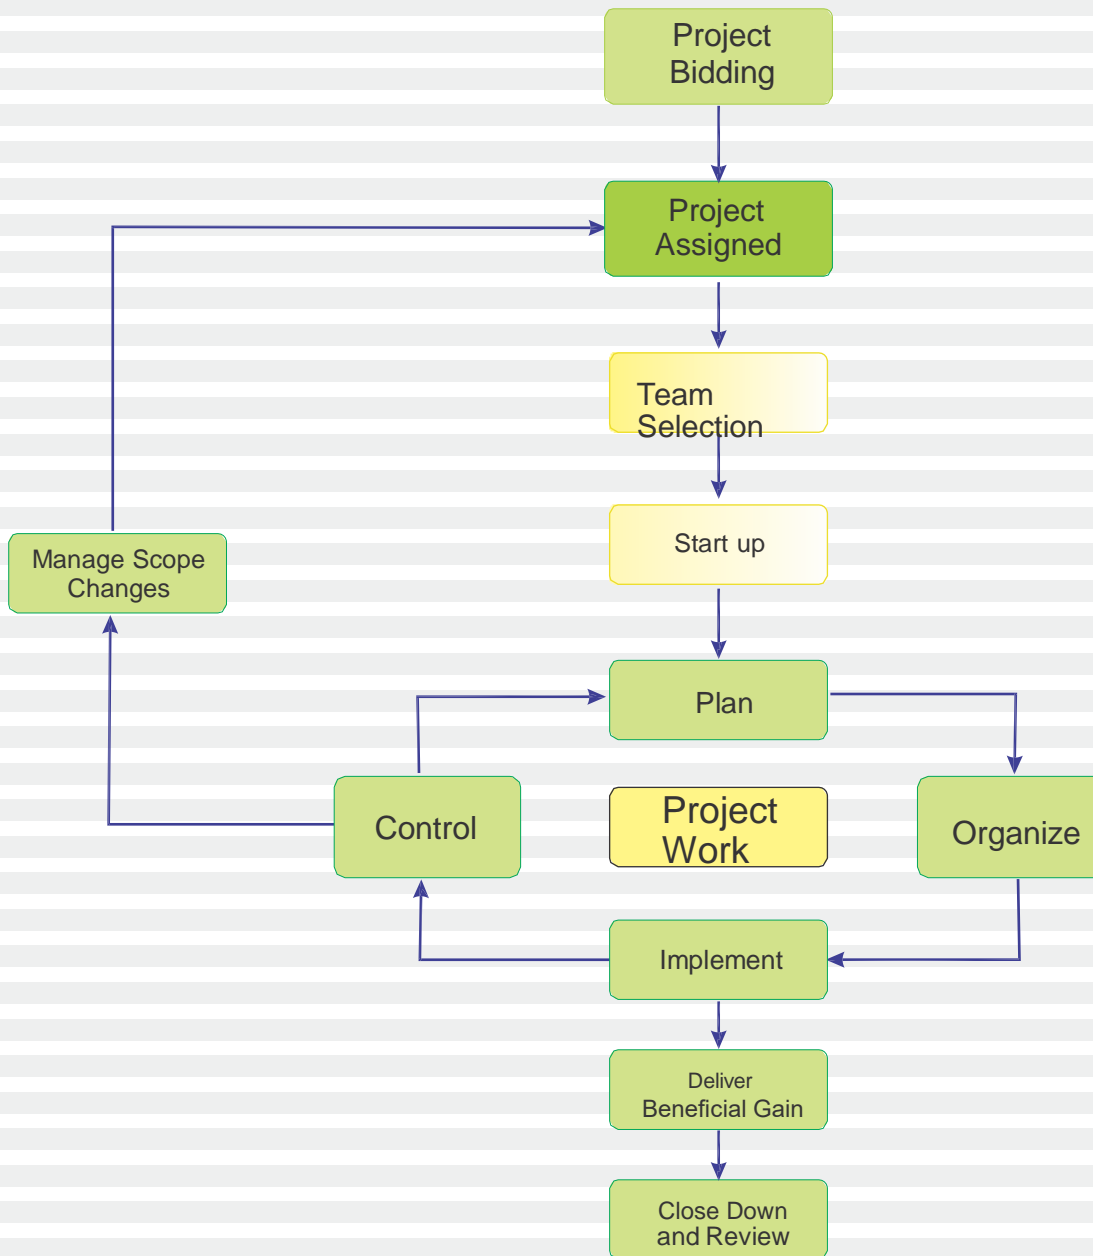 Project
Bidding
Project
Assigned
Team
Selection
Start up
Manage Scope
Changes
Plan
Control
Project
Work
Organize
Implement
Deliver
Beneficial Gain
Close Down
and Review